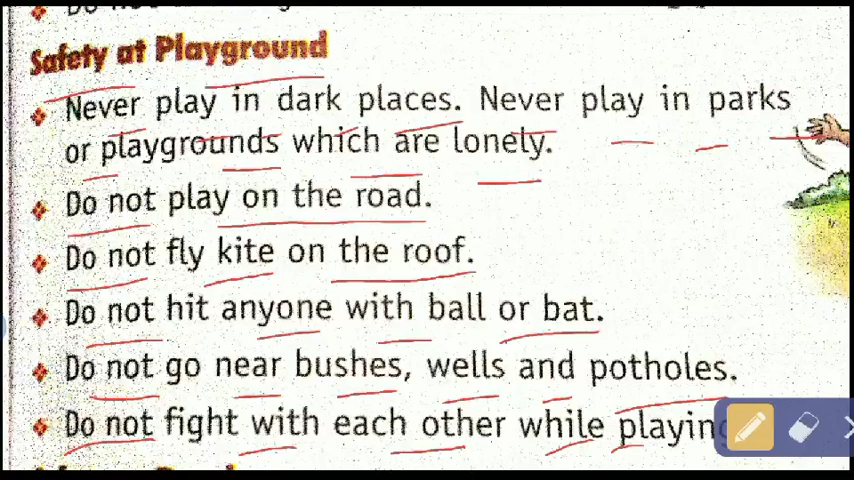 Safety at Playground
❖ Never play in dark places. Never play in parks
or playgrounds which are lonely.
❖ Do not play on the road.
❖ Do not fly kite on the roof.
❖ Do not hit anyone with ball or bat.
❖ Do not go near bushes, wells and potholes.
❖ Do not fight with each other while